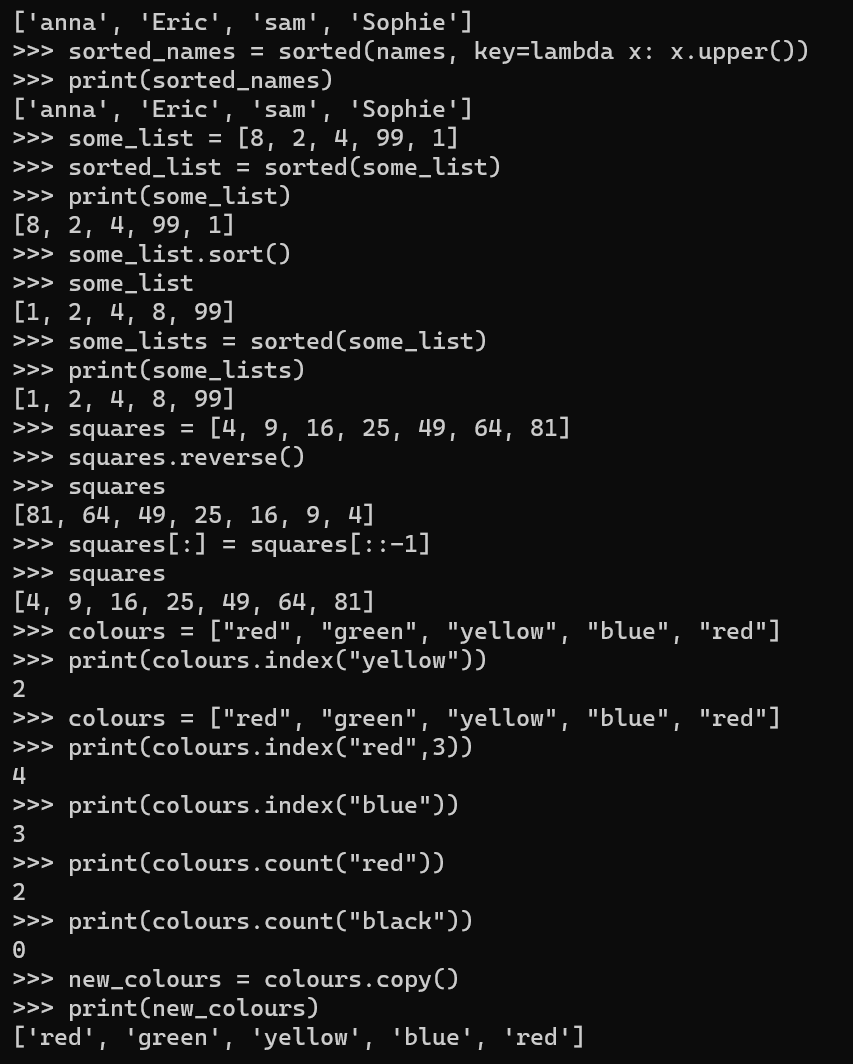 ['anna', 'Eric', 'sam', 'Sophie']
>>> sorted_names = sorted(names, key=lambda x: x.upper())
>>> print(sorted_names)
['anna', 'Eric', 'sam', 'Sophie']
>>> some_list = [8, 2, 4, 99, 1]
>>> sorted_list = sorted(some_list)
>>> print(some_list)
[8, 2, 4, 99, 1]
>>> some_list.sort()
>>> some_list
[1, 2, 4, 8, 99]
>>> some_lists = sorted(some_list)
>>> print(some_lists)
[1, 2, 4, 8, 99]
>>> squares = [4, 9, 16, 25, 49, 64, 81]
>>> squares.reverse()
>>> squares
[81, 64, 49, 25, 16, 9, 4]
>>> squares[:] = squares[::-1]
>>> squares
[4, 9, 16, 25, 49, 64, 81]
>>> colours = ["red", "green", "yellow", "blue", "red"]
>>> print(colours.index("yellow"))
2
>>> colours = ["red", "green", "yellow", "blue", "red"]
>>> print(colours.index("red",3))
4
>>> print(colours.index("blue"))
3
>>> print(colours.count("red"))
2
>>> print(colours.count("black"))
0
>>> new_colours = colours.copy()
>>> print(new_colours)
['red', 'green', 'yellow', 'blue', 'red']